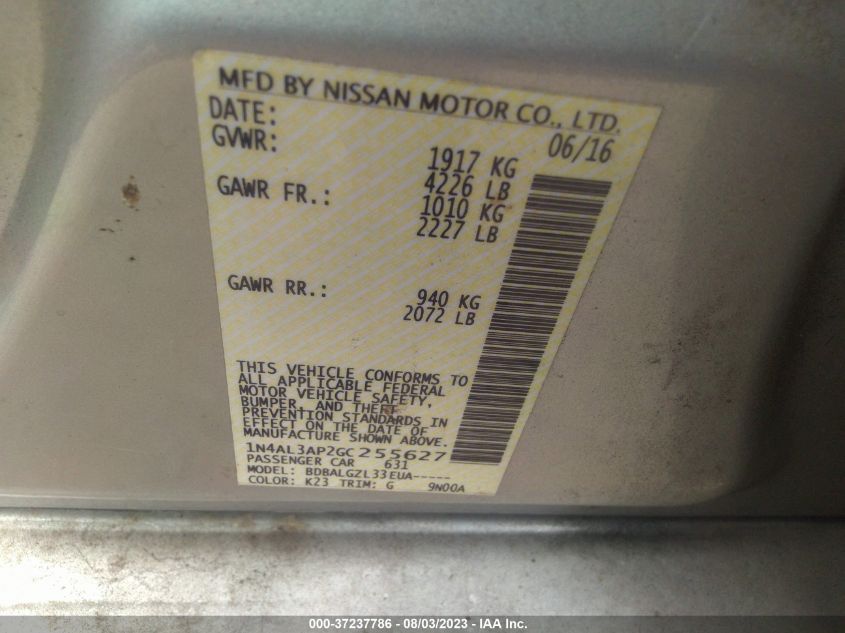 MFD BY NISSAN MOTOR CO., LTD.
DATE: 06/16
GVWR: 1917 KG
4226 LB
GAWR FR.: 1010 KG
2227 LB
GAWR RR.: 940 KG
2072 LB
THIS VEHICLE CONFORMS TO
ALL APPLICABLE FEDERAL
MOTOR VEHICLE SAFETY,
BUMPER, AND THEFT
PREVENTION STANDARDS IN
EFFECT ON THE DATE OF
MANUFACTURE SHOWN ABOVE.
1N4AL3AP2GC255627
PASSENGER CAR 631
MODEL: BDBALGZL33EUA-----
COLOR: K23 TRIM: G 9N00A
000-37237786 - 08/03/2023 - IAA Inc.